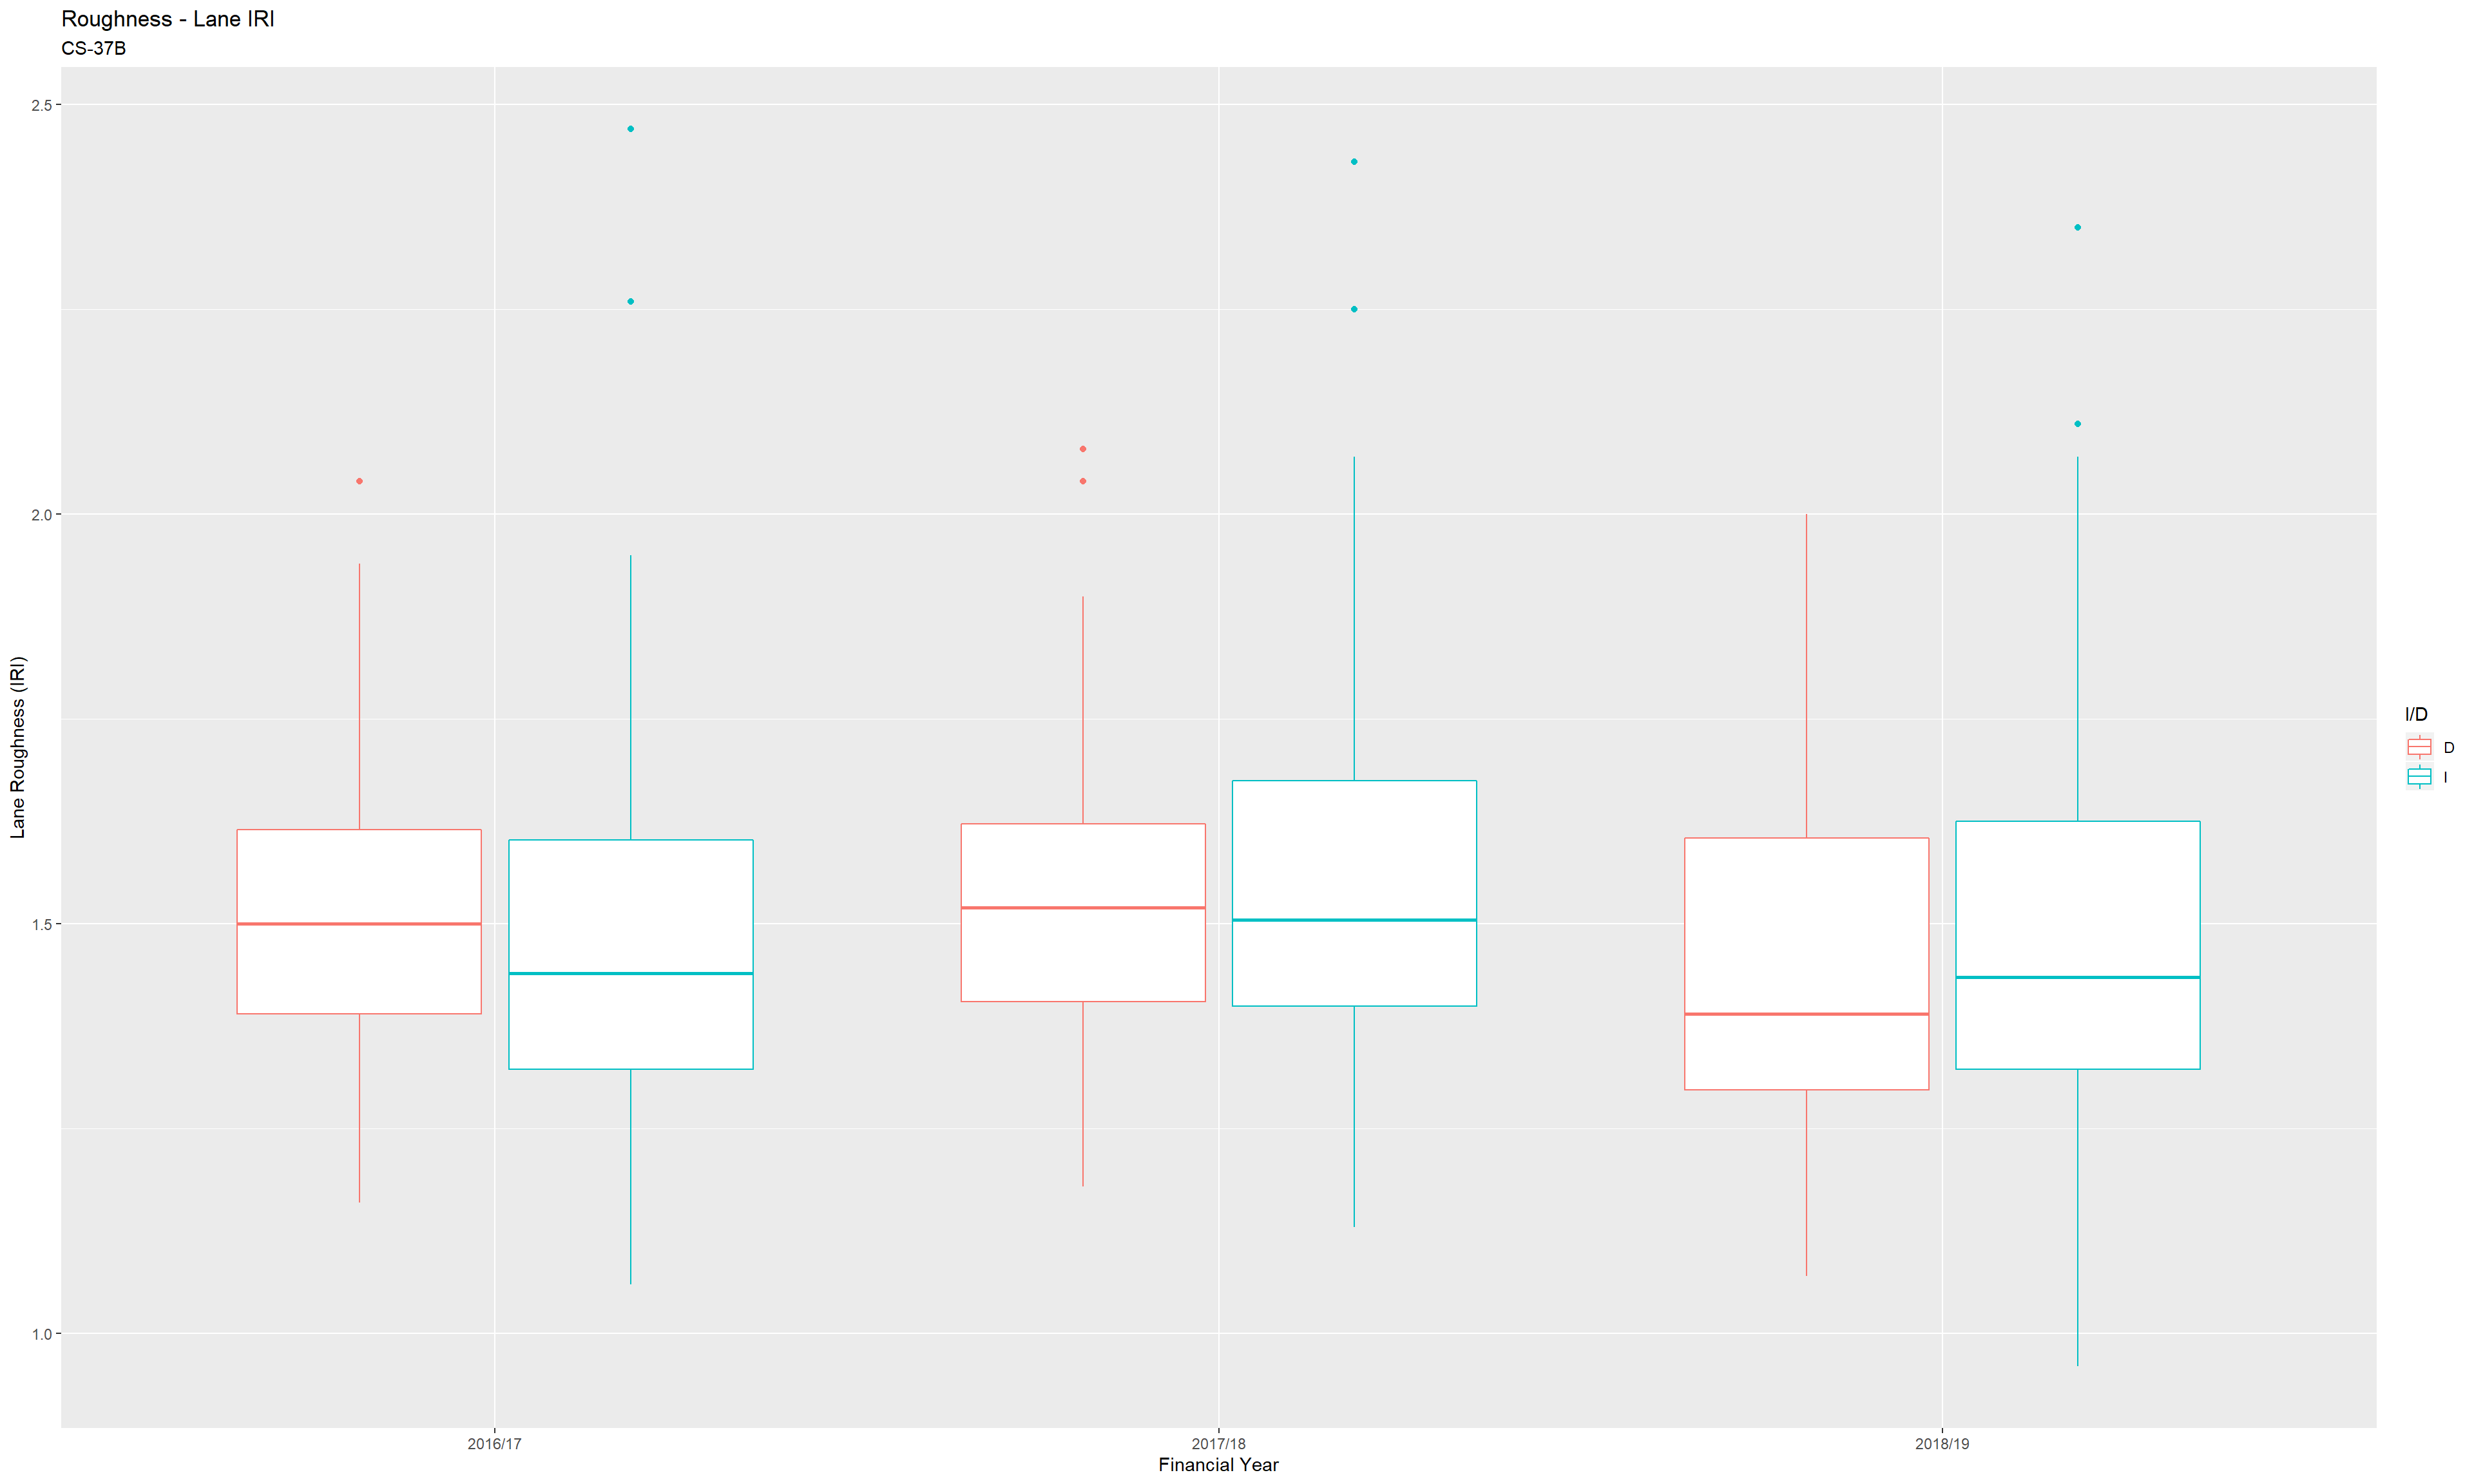 Roughness - Lane IRI
CS-37B
Lane Roughness (IRI)
2.5
2.0
1.5
1.0
2016/17
2017/18
2018/19
Financial Year
I/D
D
I